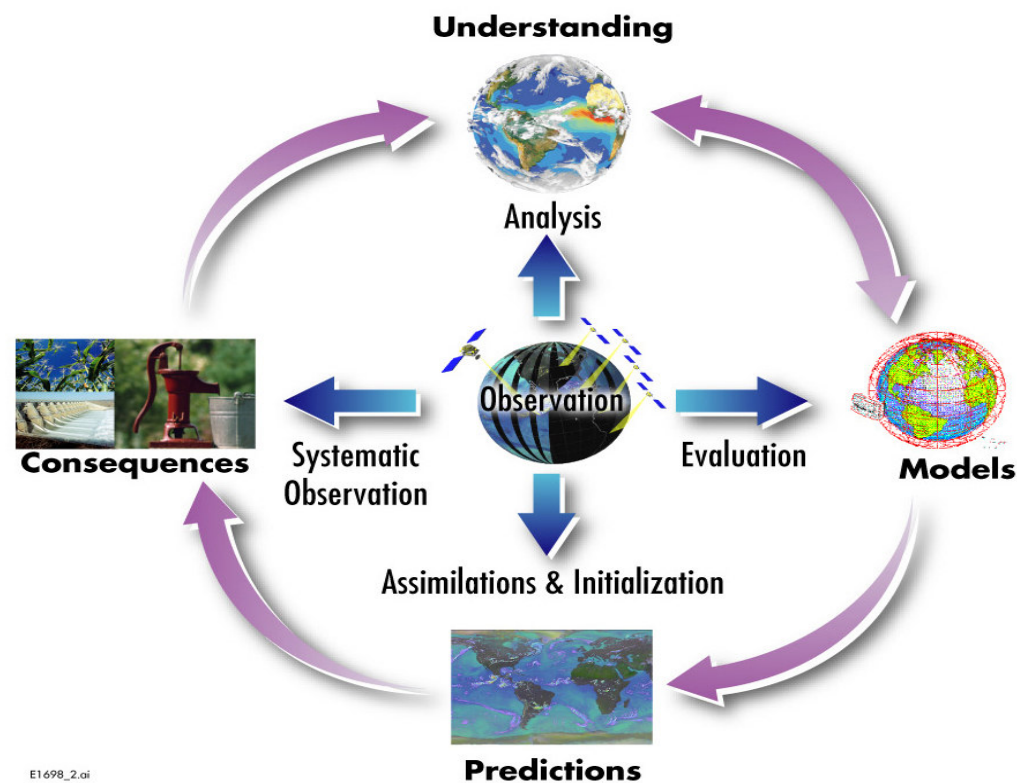 Understanding
Analysis
Observation
Consequences
Systematic
Observation
Evaluation
Models
Assimilations & Initialization
Predictions
E1698_2.ai